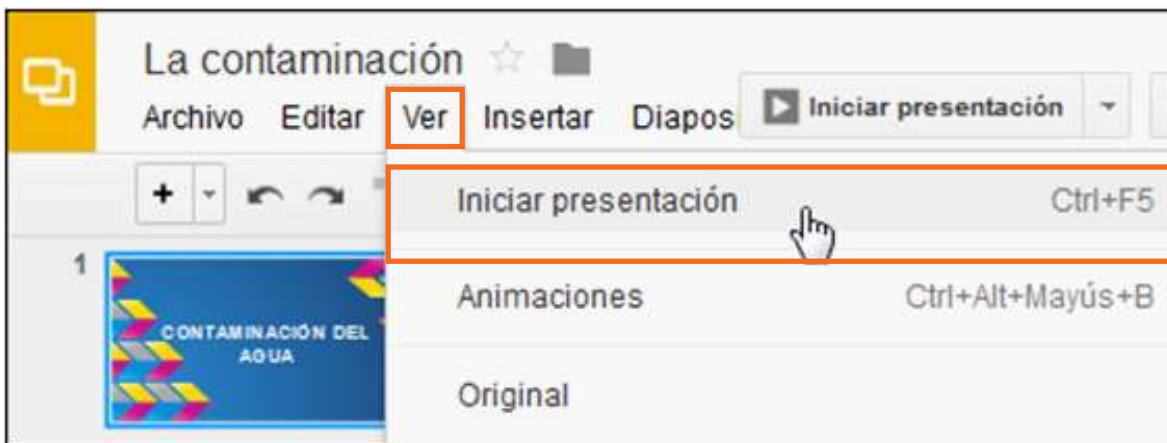 La contaminación
Archivo Editar Ver Insertar Diapos
Iniciar presentación
+
Iniciar presentación Ctrl+F5
1
CONTAMINACIÓN DEL
AGUA
Animaciones Ctrl+Alt+Mayús+B
Original